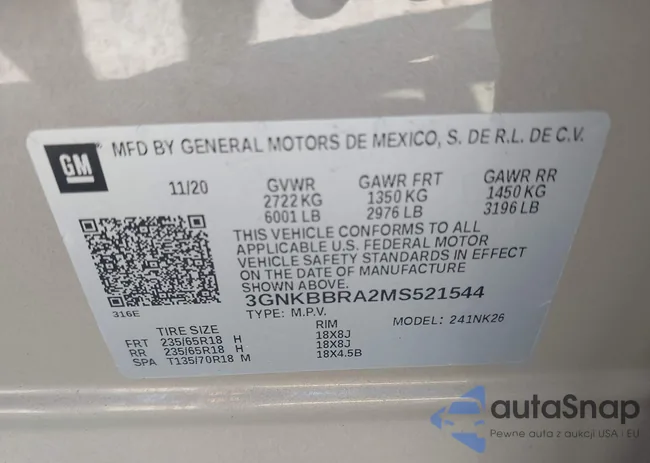 GM
MFD BY GENERAL MOTORS DE MEXICO, S. DE R.L. DE C.V.
11/20 GVWR GAWR FRT GAWR RR
2722 KG 1350 KG 1450 KG
6001 LB 2976 LB 3196 LB
THIS VEHICLE CONFORMS TO ALL
APPLICABLE U.S. FEDERAL MOTOR
VEHICLE SAFETY STANDARDS IN EFFECT
ON THE DATE OF MANUFACTURE
SHOWN ABOVE.
3GNKBBRA2MS521544
316E
TYPE: M.P.V. MODEL: 241NK26
TIRE SIZE RIM
FRT 235/65R18 H 18X8J
RR 235/65R18 H 18X8J
SPA T135/70R18 M 18X4.5B
autaSnap
Pewne auta z aukcji USA i EU